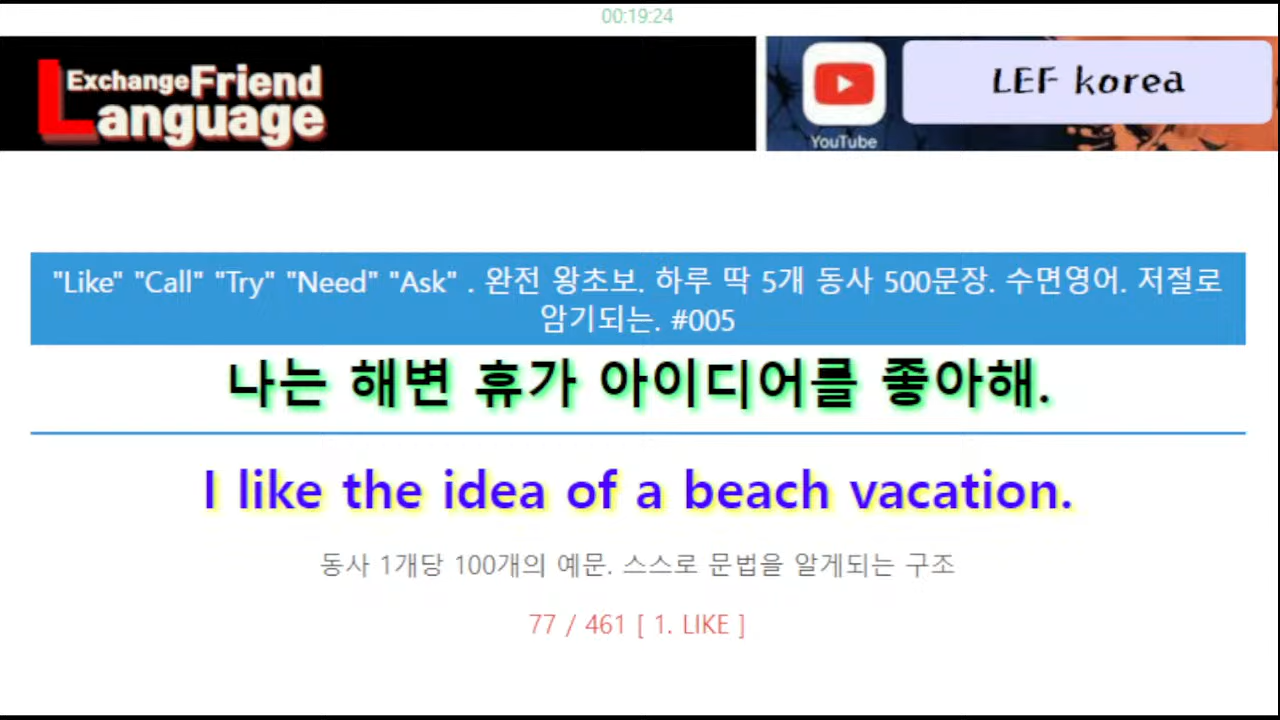 00:19:24
ExchangeFriend
Language
LEF korea
YouTube
"Like" "Call" "Try" "Need" "Ask" . 완전 왕초보. 하루 딱 5개 동사 500문장. 수면영어. 저절로
암기되는. #005
나는 해변 휴가 아이디어를 좋아해.
I like the idea of a beach vacation.
동사 1개당 100개의 예문. 스스로 문법을 알게되는 구조
77 / 461 [ 1. LIKE ]